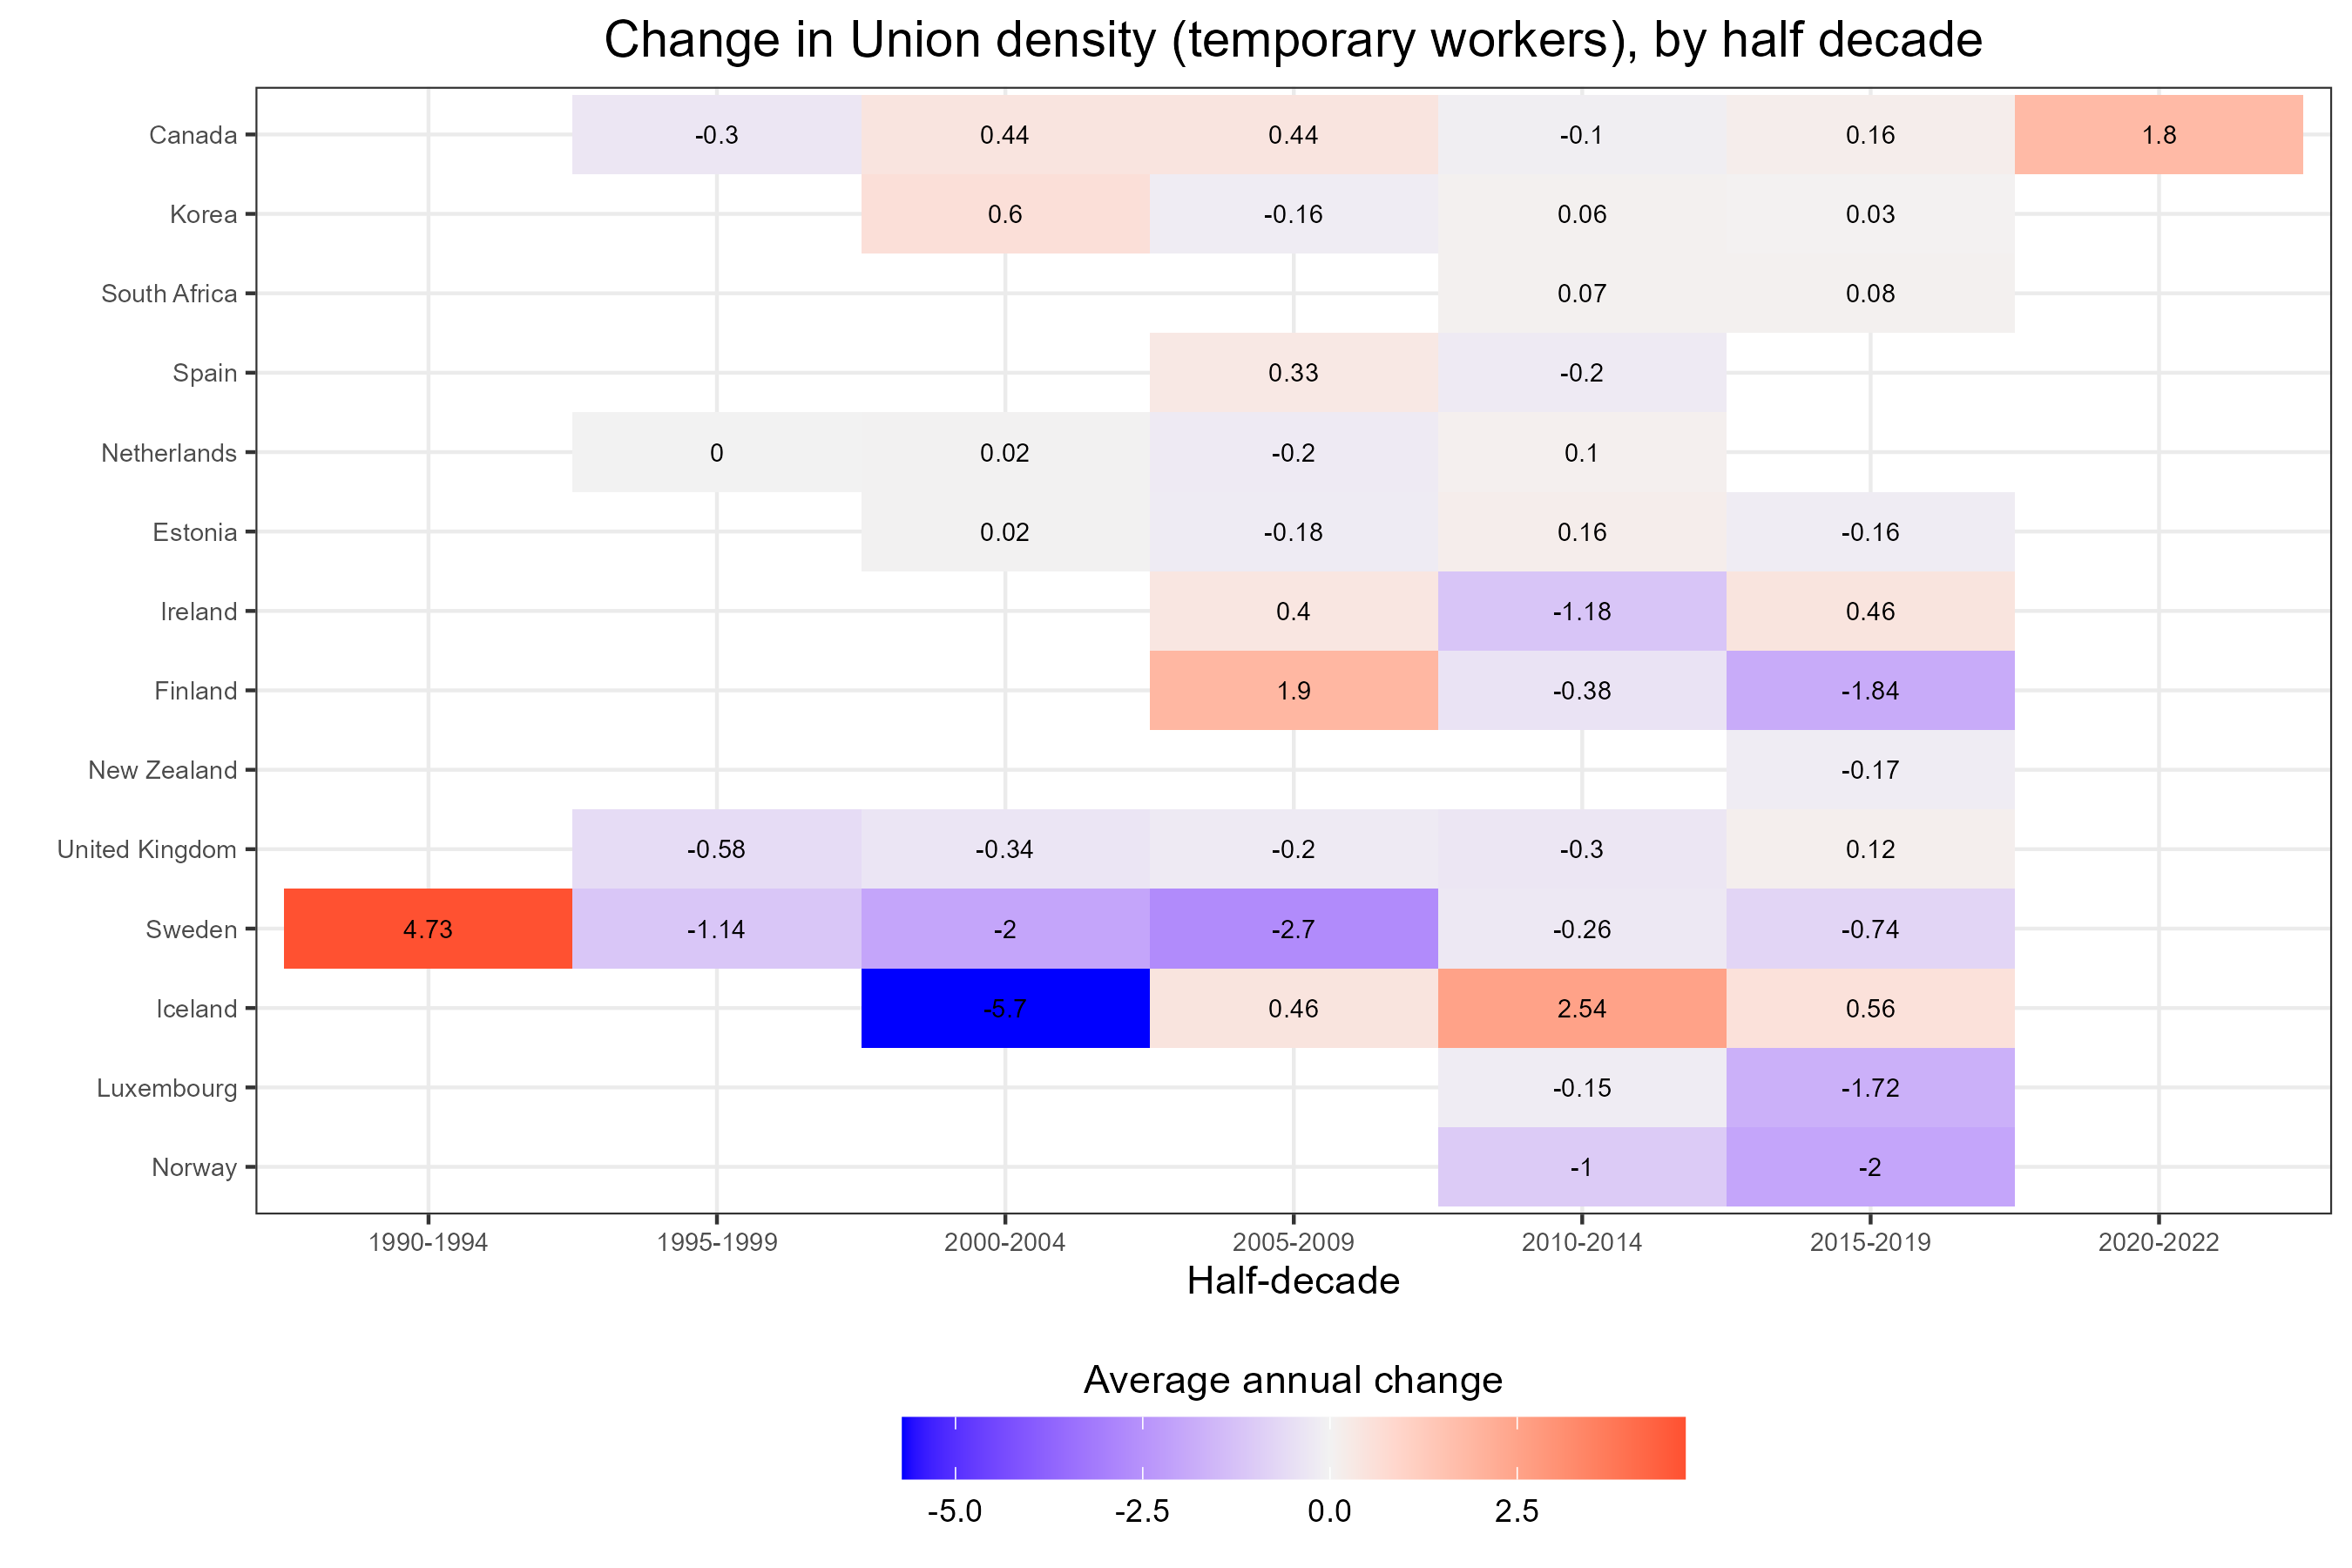 Change in Union density (temporary workers), by half decade
Canada -0.3 0.44 0.44 -0.1 0.16 1.8
Korea 0.6 -0.16 0.06 0.03
South Africa 0.07 0.08
Spain 0.33 -0.2
Netherlands 0 0.02 -0.2 0.1
Estonia 0.02 -0.18 0.16 -0.16
Ireland 0.4 -1.18 0.46
Finland 1.9 -0.38 -1.84
New Zealand -0.17
United Kingdom -0.58 -0.34 -0.2 -0.3 0.12
Sweden 4.73 -1.14 -2 -2.7 -0.26 -0.74
Iceland -5.7 0.46 2.54 0.56
Luxembourg -0.15 -1.72
Norway -1 -2
1990-1994 1995-1999 2000-2004 2005-2009 2010-2014 2015-2019 2020-2022
Half-decade
Average annual change
-5.0 -2.5 0.0 2.5